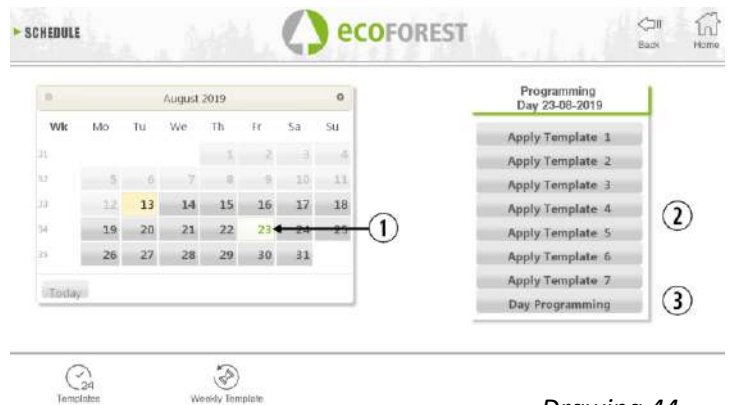 SCHEDULE
ecoFOREST
Back
Home
August 2019
Wk Mo Tu We Th Fr Sa Su
31 1 2 3 4
32 5 6 7 8 9 10 11
33 12 13 14 15 16 17 18
34 19 20 21 22 23 24 25
35 26 27 28 29 30 31
Today
1
Programming
Day 23-08-2019
Apply Template 1
Apply Template 2
Apply Template 3
Apply Template 4
Apply Template 5
Apply Template 6
Apply Template 7
Day Programming
2
3
24
Templates
Weekly Template
Drawing 44